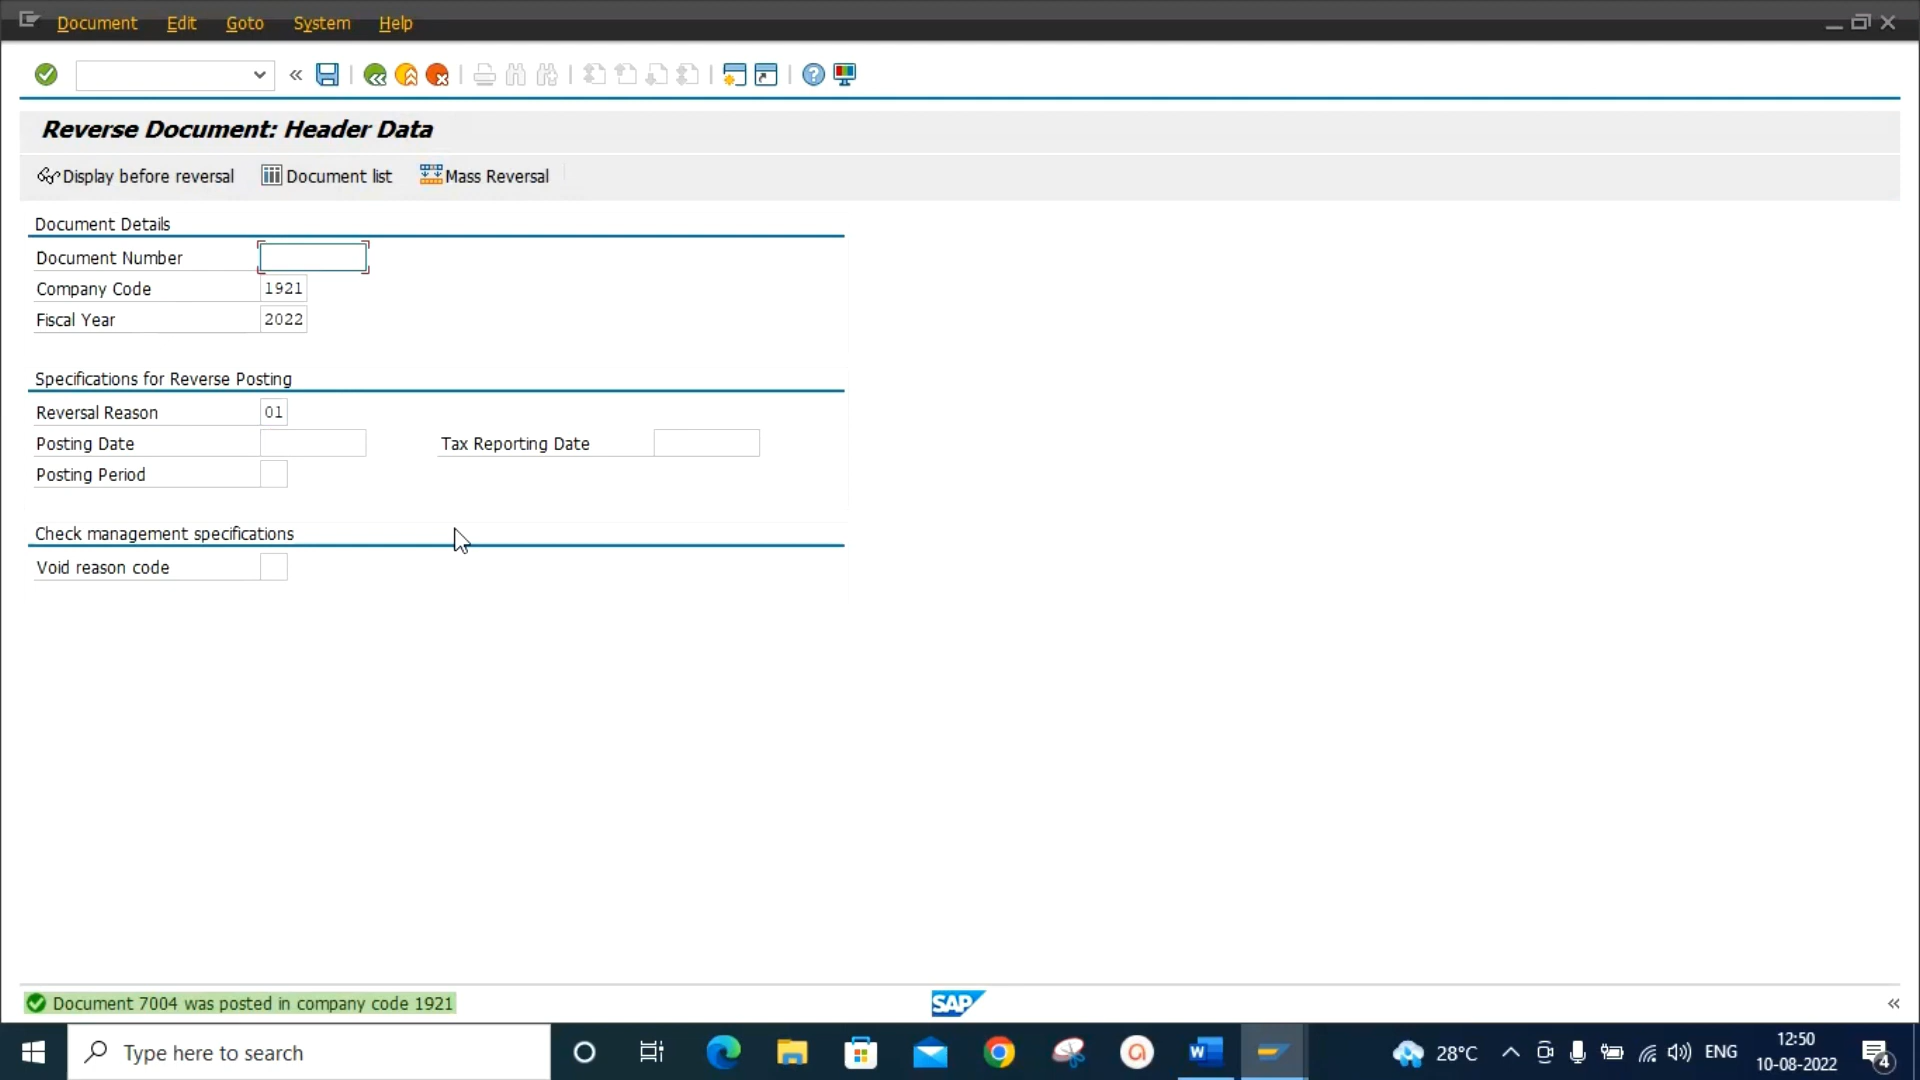 Document Edit Goto System Help
Reverse Document: Header Data
Display before reversal Document list Mass Reversal
Document Details
Document Number
Company Code 1921
Fiscal Year 2022
Specifications for Reverse Posting
Reversal Reason 01
Posting Date Tax Reporting Date
Posting Period
Check management specifications
Void reason code
Document 7004 was posted in company code 1921
SAP
Type here to search
28°C ENG
12:50
10-08-2022
4